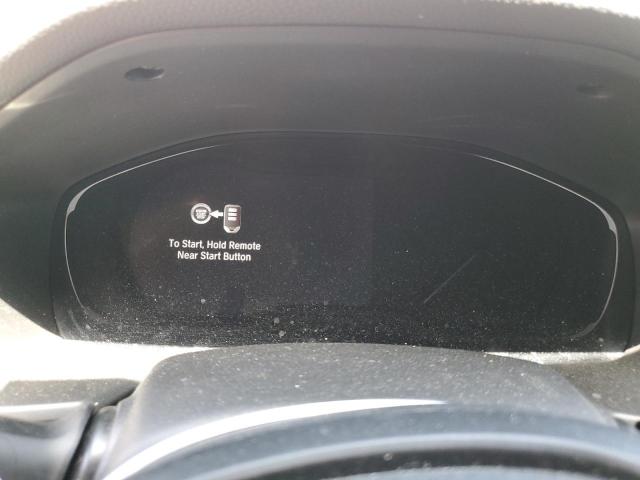 To Start, Hold Remote
Near Start Button